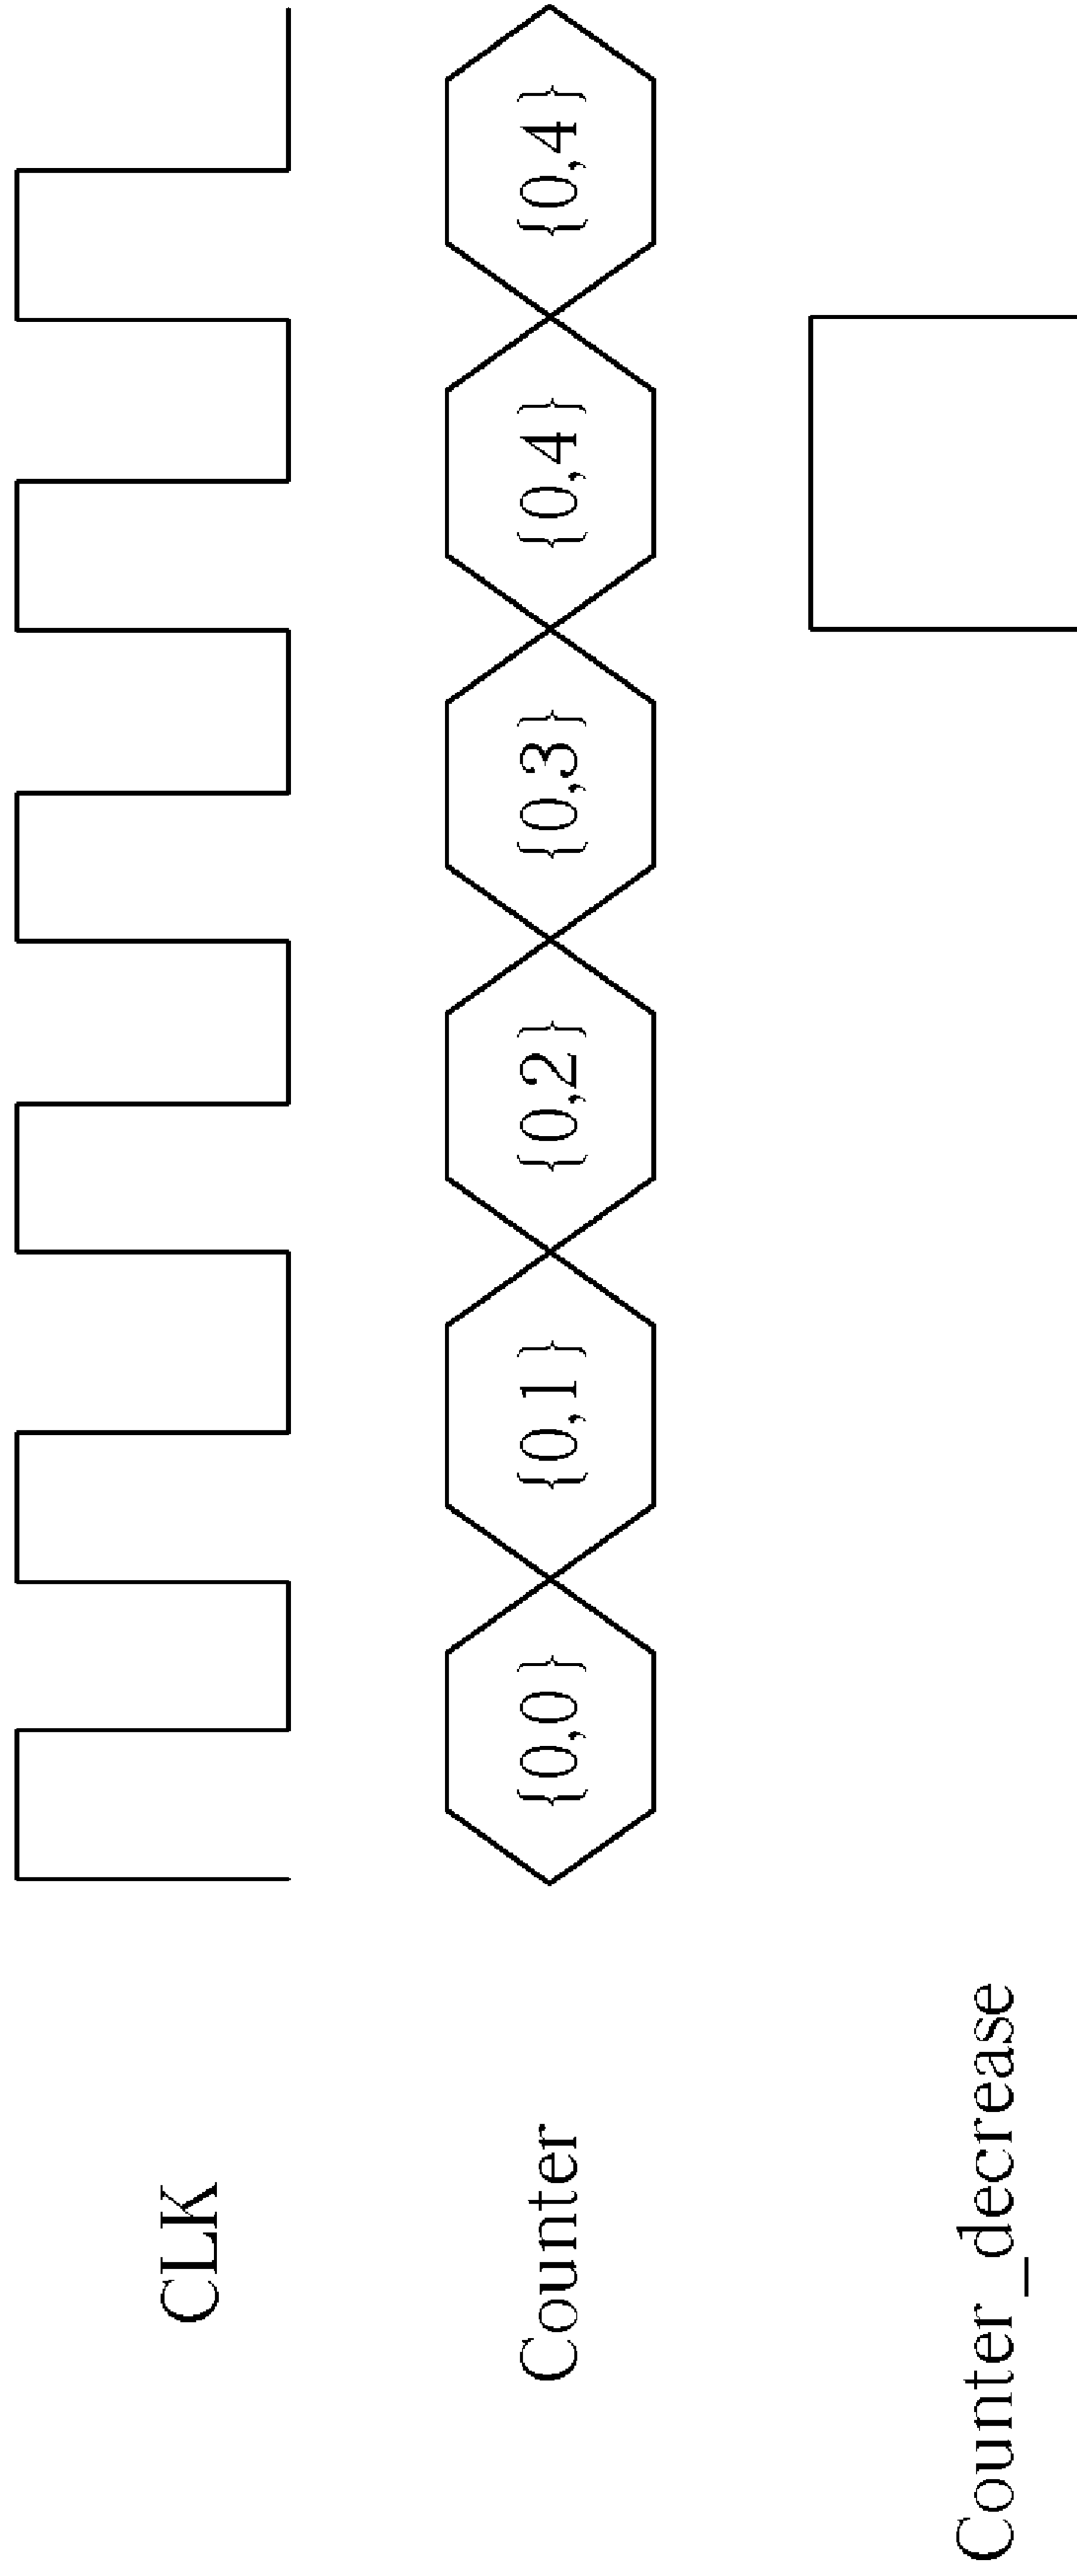 CLK
Counter
{0,0}
{0,1}
{0,2}
{0,3}
{0,4}
{0,4}
Counter_decrease